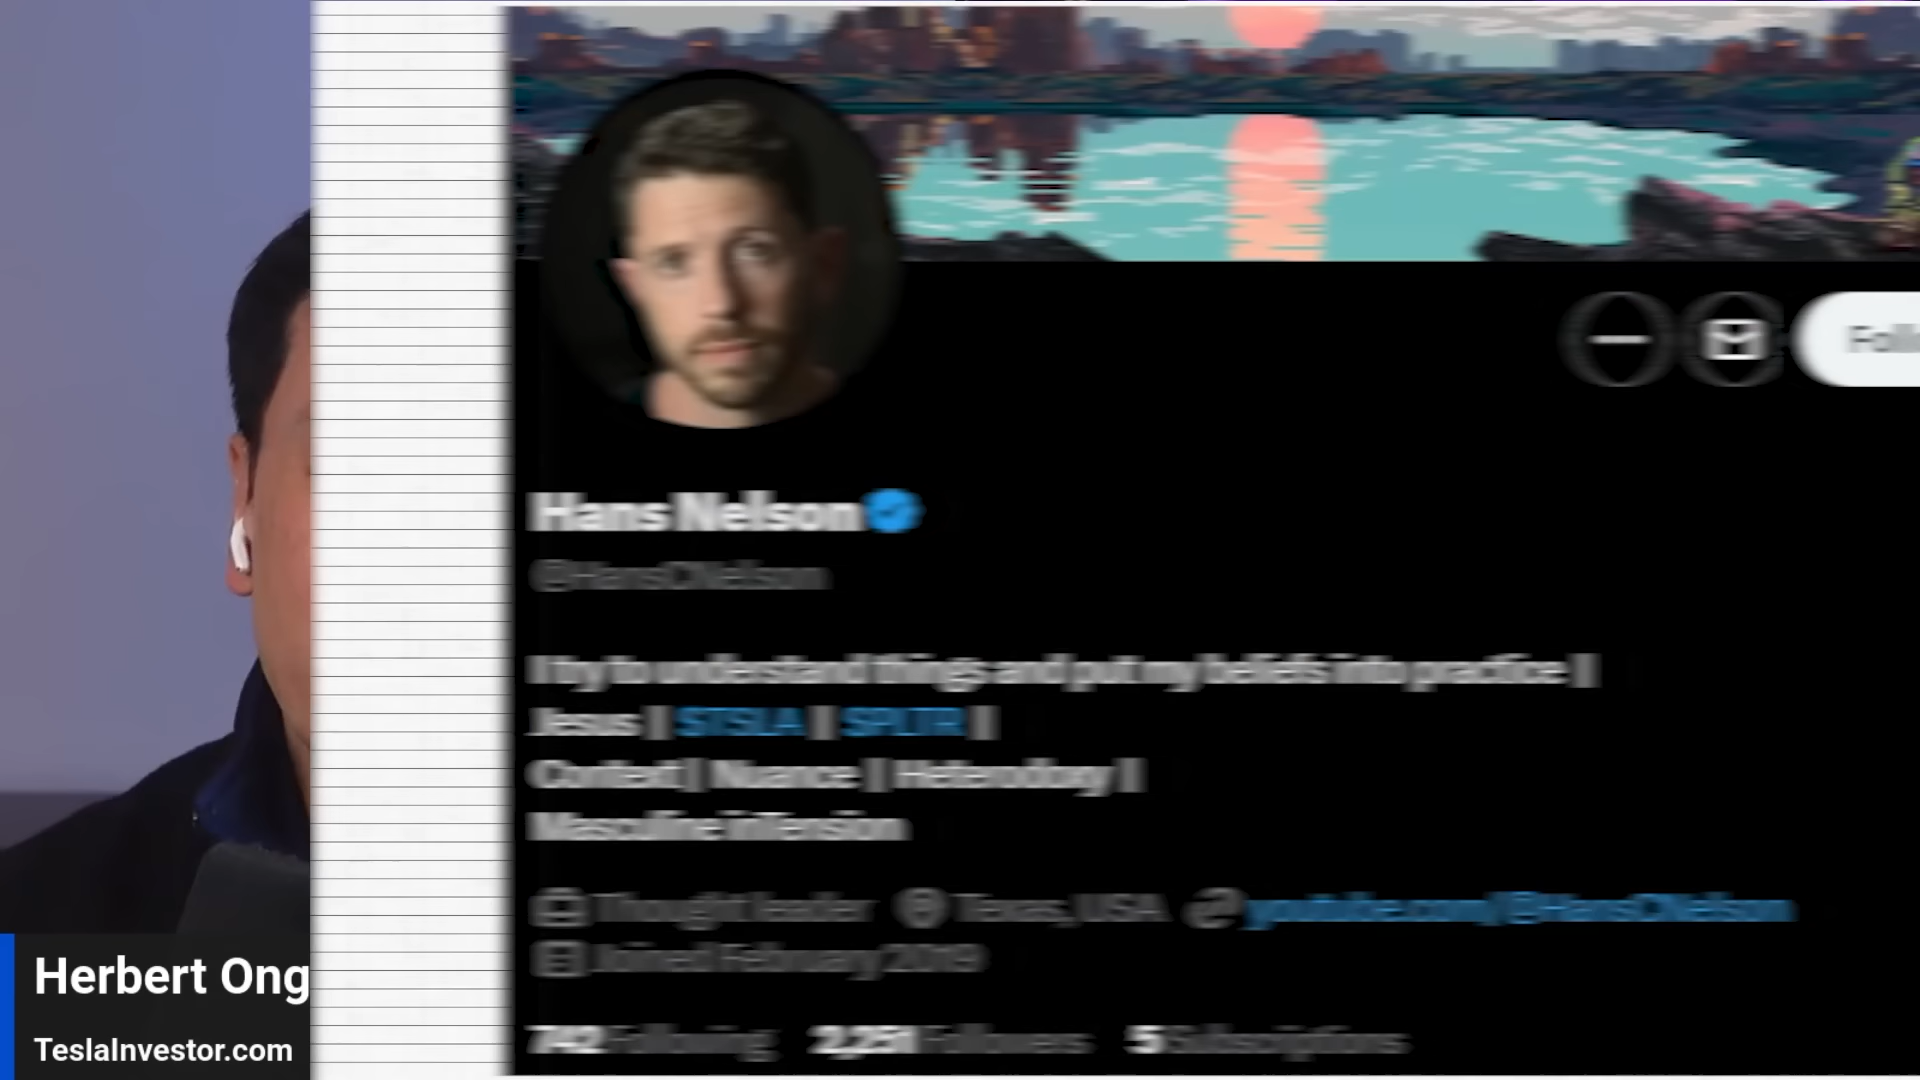 Follo
Hans Nelson
@HansCNelson
I try to understand things and put my beliefs into practice ||
Jesus || $TSLA || $PLTR ||
Context || Nuance || Heterodoxy ||
Masculine in Tension
Thought leader Texas, USA youtube.com/@HansCNelson
Joined February 2019
742 Following 2,251 Followers 5 Subscriptions
Herbert Ong
TeslaInvestor.com